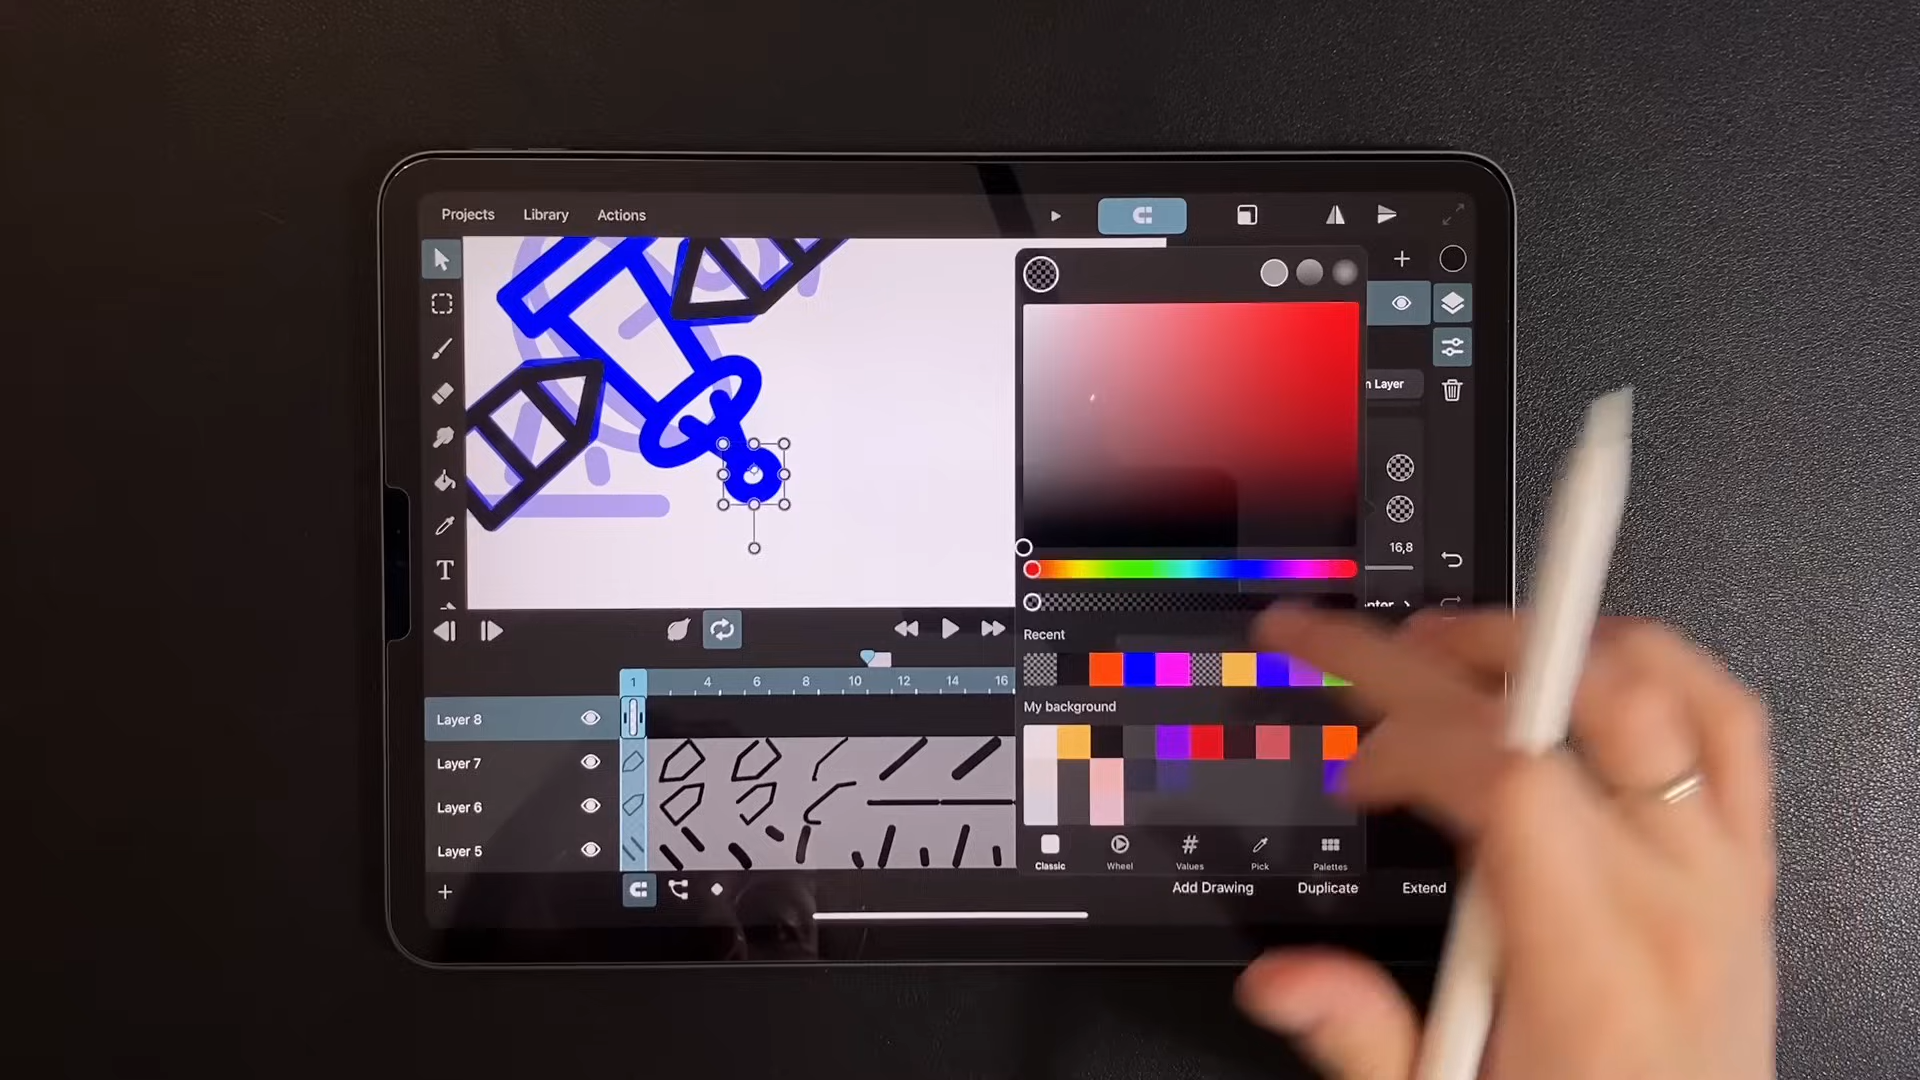 Projects Library Actions
n Layer
16,8
enter
Recent
1 4 6 8 10 12 14 16
My background
Layer 8
Layer 7
Layer 6
Layer 5
Classic Wheel Values Pick Palettes
Add Drawing Duplicate Extend